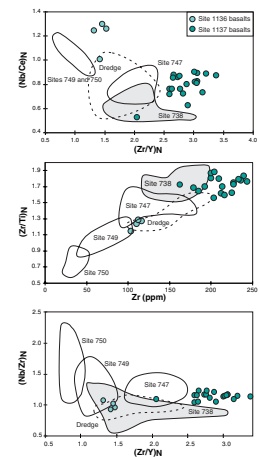 1.4
1.2
1.0
0.8
0.6
0.4
(Nb/Ce)N
Site 1136 basalts
Site 1137 basalts
Site 747
Dredge
Sites 749 and 750
Site 738
0.5 1.0 1.5 2.0 2.5 3.0 3.5 4.0
(Zr/Y)N
1.9
1.7
1.5
1.3
1.1
0.9
0.7
0.5
(Zr/Ti)N
Site 738
Site 747
Dredge
Site 749
Site 750
0 50 100 150 200 250
Zr (ppm)
2.5
2.0
1.5
1.0
0.5
(Nb/Zr)N
Site 750
Site 749
Site 747
Site 738
Dredge
0.5 1.0 1.5 2.0 2.5 3.0
(Zr/Y)N